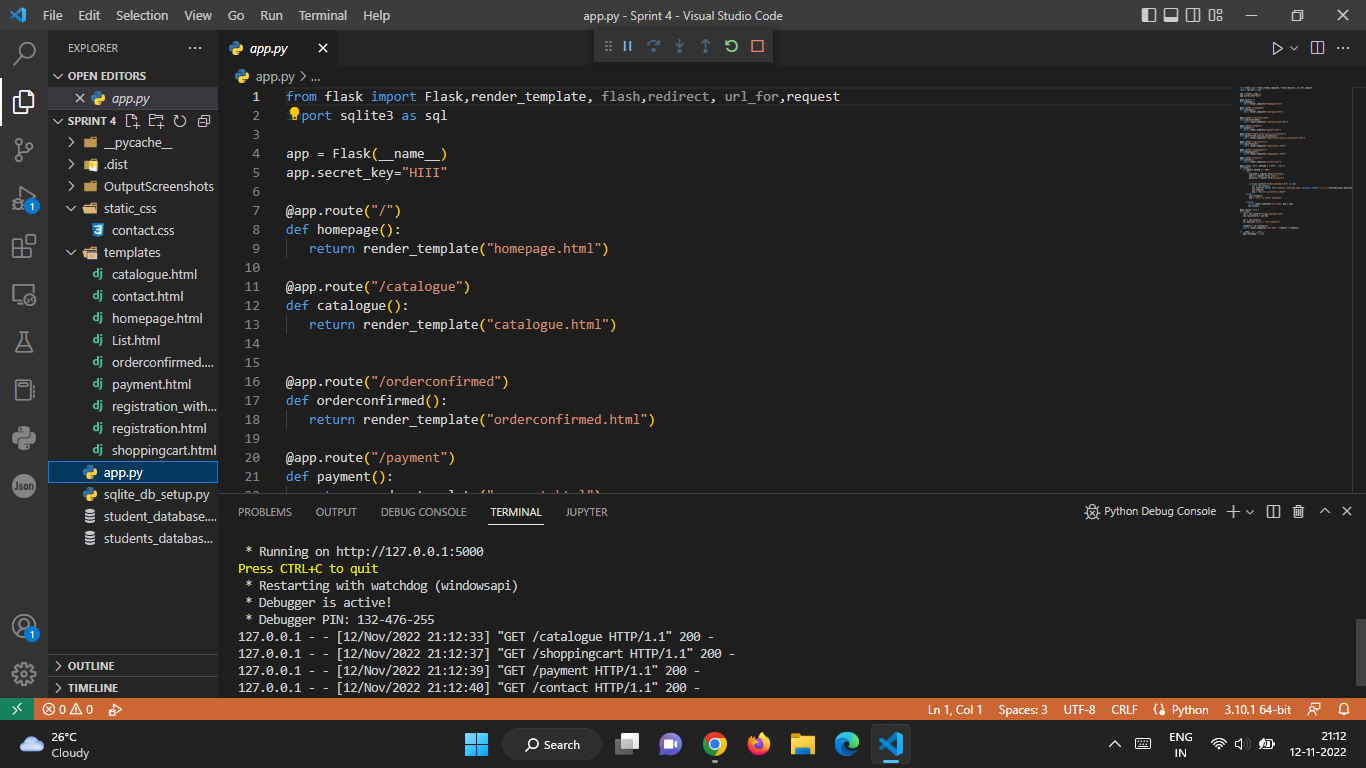 File Edit Selection View Go Run Terminal Help
app.py - Sprint 4 - Visual Studio Code
EXPLORER
OPEN EDITORS
app.py
SPRINT 4
__pycache__
.dist
OutputScreenshots
static_css
contact.css
templates
catalogue.html
contact.html
homepage.html
List.html
orderconfirmed....
payment.html
registration_with...
registration.html
shoppingcart.html
app.py
sqlite_db_setup.py
student_database....
students_databas...
OUTLINE
TIMELINE
Json
1
1
app.py
app.py > ...
1 from flask import Flask,render_template, flash,redirect, url_for,request
2 port sqlite3 as sql
3
4 app = Flask(__name__)
5 app.secret_key="HIII"
6
7 @app.route("/")
8 def homepage():
9 return render_template("homepage.html")
10
11 @app.route("/catalogue")
12 def catalogue():
13 return render_template("catalogue.html")
14
15
16 @app.route("/orderconfirmed")
17 def orderconfirmed():
18 return render_template("orderconfirmed.html")
19
20 @app.route("/payment")
21 def payment():
PROBLEMS OUTPUT DEBUG CONSOLE TERMINAL JUPYTER
Python Debug Console
* Running on http://127.0.0.1:5000
Press CTRL+C to quit
* Restarting with watchdog (windowsapi)
* Debugger is active!
* Debugger PIN: 132-476-255
127.0.0.1 - - [12/Nov/2022 21:12:33] "GET /catalogue HTTP/1.1" 200 -
127.0.0.1 - - [12/Nov/2022 21:12:37] "GET /shoppingcart HTTP/1.1" 200 -
127.0.0.1 - - [12/Nov/2022 21:12:39] "GET /payment HTTP/1.1" 200 -
127.0.0.1 - - [12/Nov/2022 21:12:40] "GET /contact HTTP/1.1" 200 -
0 0
Ln 1, Col 1 Spaces: 3 UTF-8 CRLF Python 3.10.1 64-bit
26°C
Cloudy
Search
ENG
IN
21:12
12-11-2022